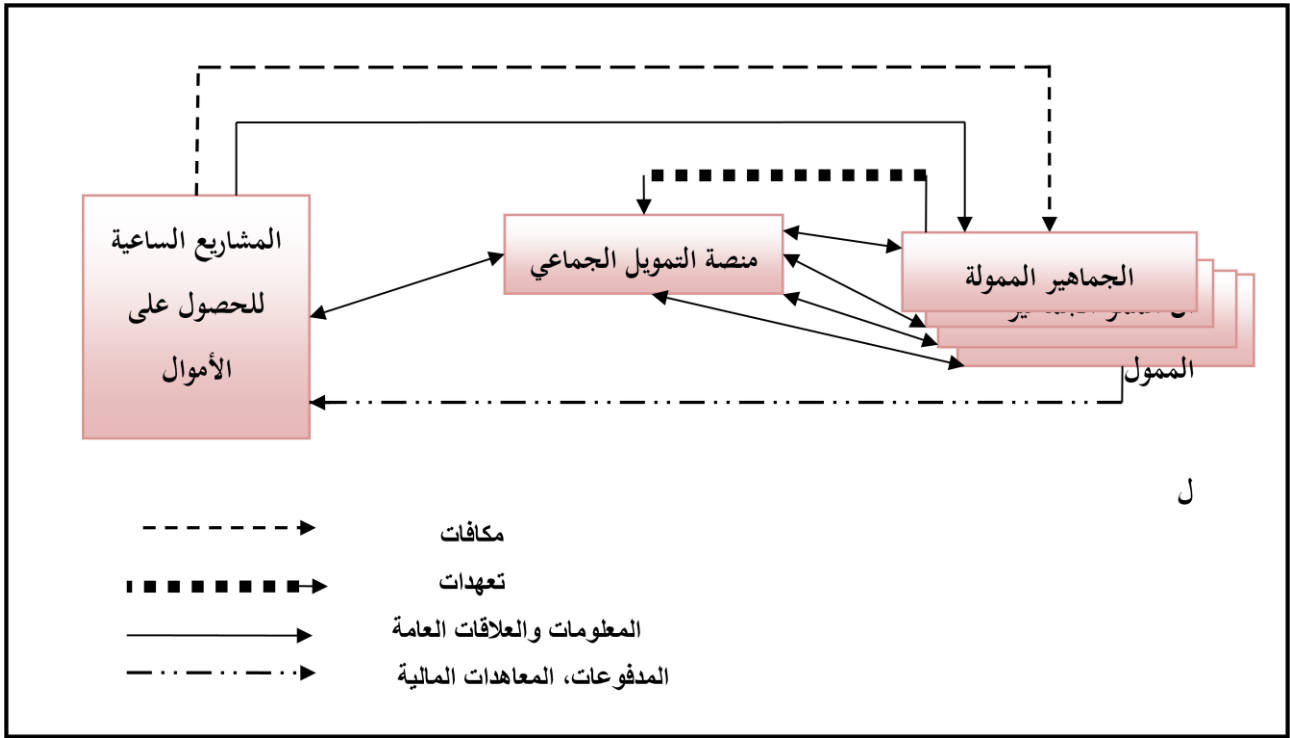 المشاريع الساعية
للحصول على
الأموال
منصة التمويل الجماعي
الجماهير الممولة
الممول
ل
مكافات
تعهدات
المعلومات والعلاقات العامة
المدفوعات، المعاهدات المالية